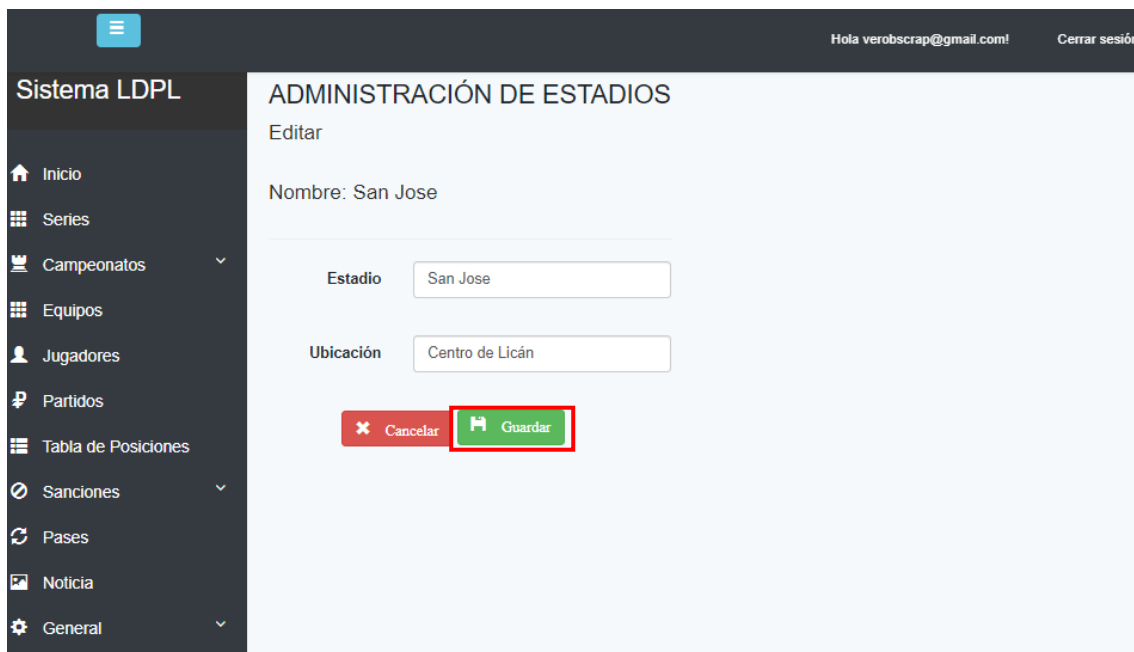 Hola verobscrap@gmail.com!
Cerrar sesión
Sistema LDPL
Inicio
Series
Campeonatos
Equipos
Jugadores
Partidos
Tabla de Posiciones
Sanciones
Pases
Noticia
General
ADMINISTRACIÓN DE ESTADIOS
Editar
Nombre: San Jose
Estadio
San Jose
Ubicación
Centro de Licán
Cancelar
Guardar